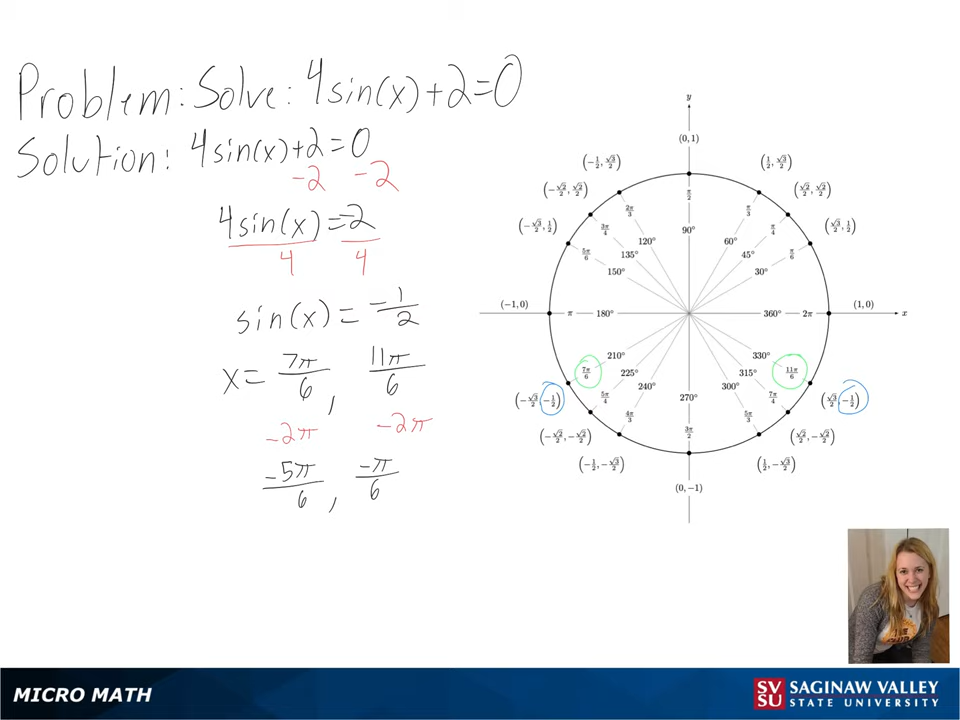 Problem: Solve: 4sin(x)+2=0
Solution: 4sin(x)+2=0
-2 -2
4sin(x) = -2
4 4
sin(x) = -1/2
x = 7π/6, 11π/6
-2π -2π
-5π/6, -π/6
y
(0, 1)
(-1/2, √3/2) (1/2, √3/2)
(-√2/2, √2/2) (√2/2, √2/2)
(-√3/2, 1/2) (√3/2, 1/2)
π/2
2π/3 π/3
3π/4 π/4
5π/6 π/6
90°
120° 60°
135° 45°
150° 30°
(-1, 0) (1, 0)
π 180° 360° 2π x
210° 330°
7π/6 225° 315° 11π/6
240° 300°
270°
5π/4 7π/4
4π/3 5π/3
3π/2
(-√3/2, -1/2) (√3/2, -1/2)
(-√2/2, -√2/2) (√2/2, -√2/2)
(-1/2, -√3/2) (1/2, -√3/2)
(0, -1)
MICRO MATH
SV SU SAGINAW VALLEY
STATE UNIVERSITY